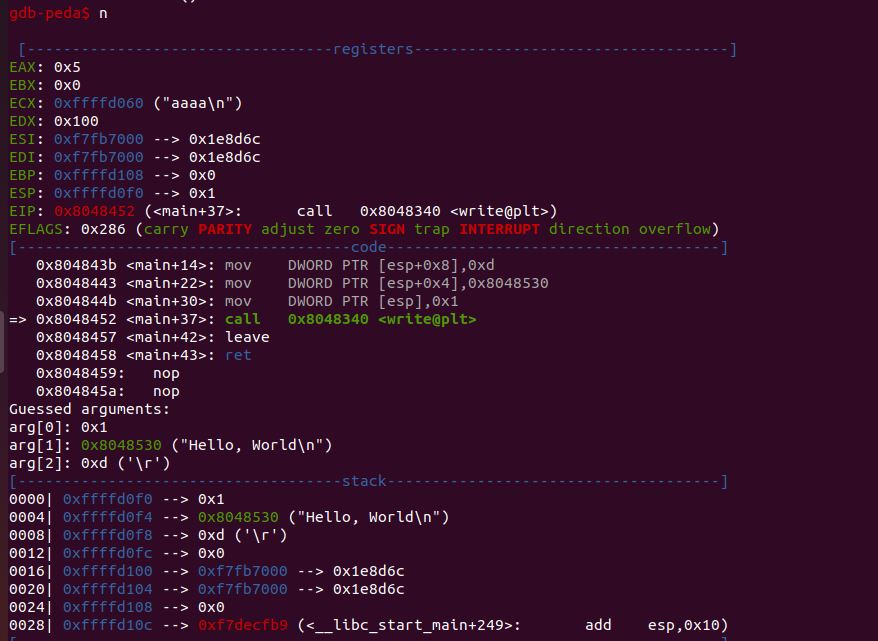 gdb-peda$ n
[----------------------------------registers-----------------------------------]
EAX: 0x5
EBX: 0x0
ECX: 0xffffd060 ("aaaa\n")
EDX: 0x100
ESI: 0xf7fb7000 --> 0x1e8d6c
EDI: 0xf7fb7000 --> 0x1e8d6c
EBP: 0xffffd108 --> 0x0
ESP: 0xffffd0f0 --> 0x1
EIP: 0x8048452 (<main+37>:	call   0x8048340 <write@plt>)
EFLAGS: 0x286 (carry PARITY adjust zero SIGN trap INTERRUPT direction overflow)
[-------------------------------------code-------------------------------------]
   0x804843b <main+14>:	mov    DWORD PTR [esp+0x8],0xd
   0x8048443 <main+22>:	mov    DWORD PTR [esp+0x4],0x8048530
   0x804844b <main+30>:	mov    DWORD PTR [esp],0x1
=> 0x8048452 <main+37>:	call   0x8048340 <write@plt>
   0x8048457 <main+42>:	leave
   0x8048458 <main+43>:	ret
   0x8048459:	nop
   0x804845a:	nop
Guessed arguments:
arg[0]: 0x1
arg[1]: 0x8048530 ("Hello, World\n")
arg[2]: 0xd ('\r')
[------------------------------------stack-------------------------------------]
0000| 0xffffd0f0 --> 0x1
0004| 0xffffd0f4 --> 0x8048530 ("Hello, World\n")
0008| 0xffffd0f8 --> 0xd ('\r')
0012| 0xffffd0fc --> 0x0
0016| 0xffffd100 --> 0xf7fb7000 --> 0x1e8d6c
0020| 0xffffd104 --> 0xf7fb7000 --> 0x1e8d6c
0024| 0xffffd108 --> 0x0
0028| 0xffffd10c --> 0xf7decfb9 (<__libc_start_main+249>:	add    esp,0x10)